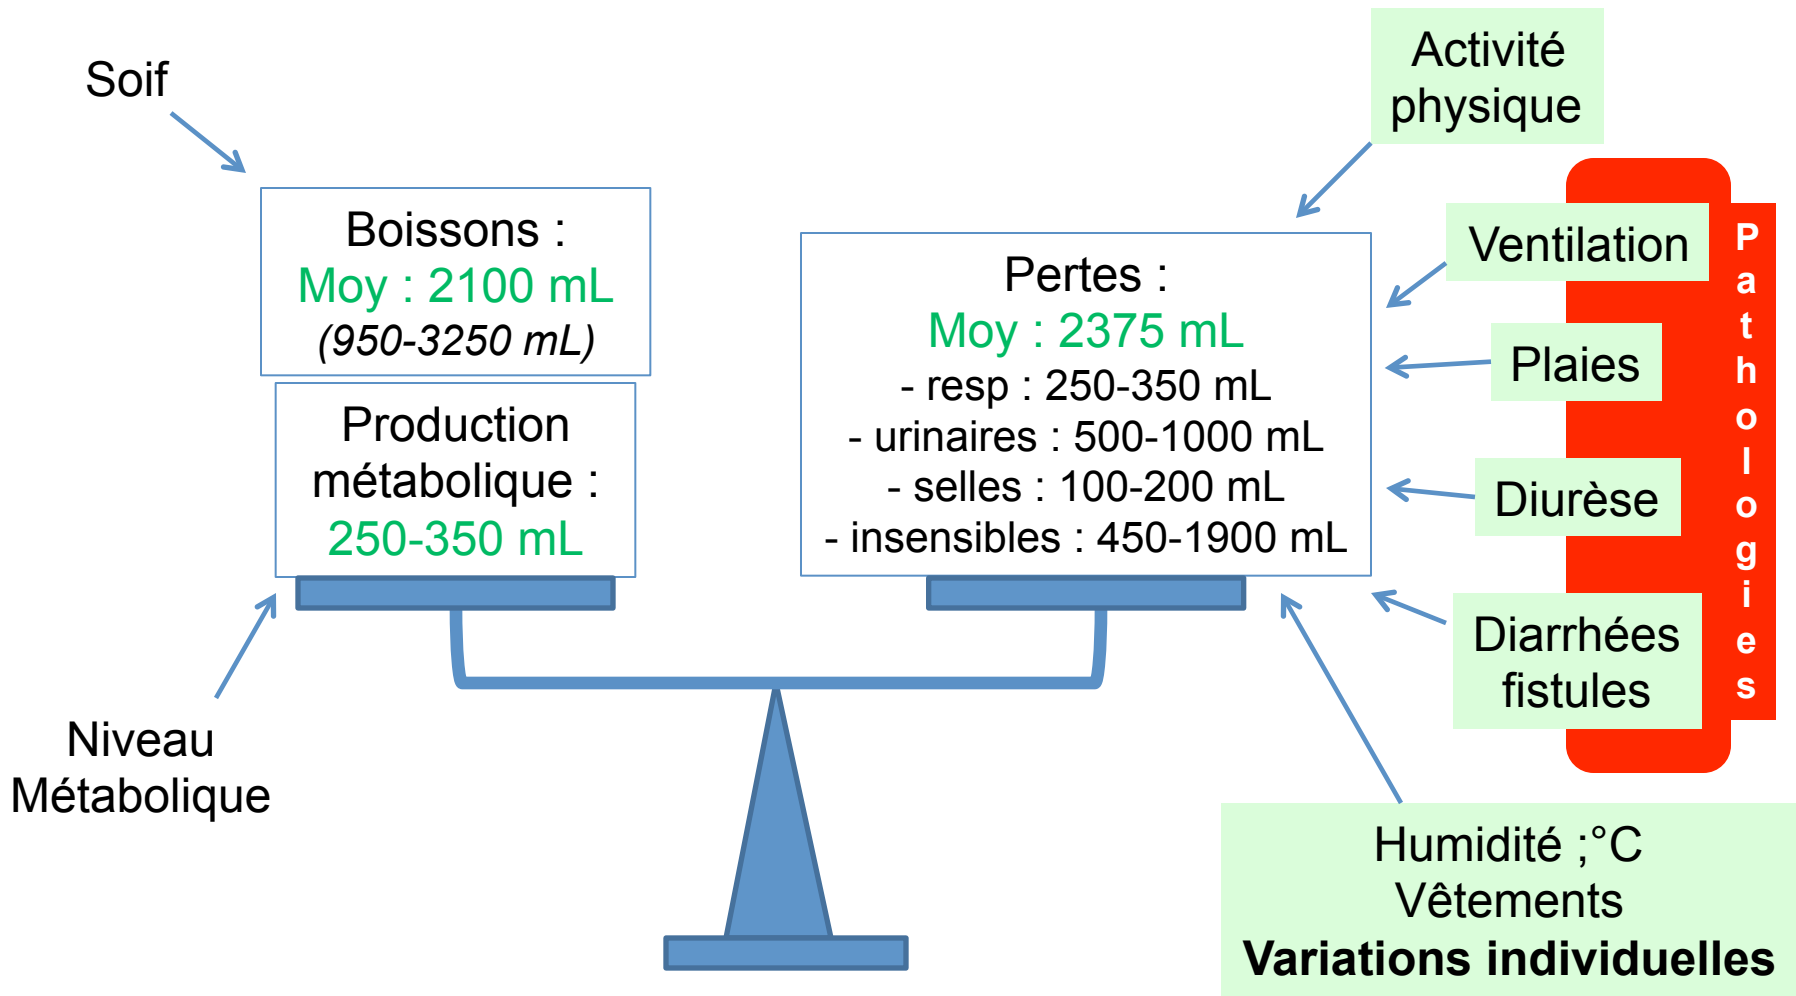 Soif
Boissons :
Moy : 2100 mL
(950-3250 mL)
Production
métabolique :
250-350 mL
Niveau
Métabolique
Pertes :
Moy : 2375 mL
- resp : 250-350 mL
- urinaires : 500-1000 mL
- selles : 100-200 mL
- insensibles : 450-1900 mL
Activité
physique
Ventilation
Plaies
Diurèse
Diarrhées
fistules
Pathologies
Humidité ;°C
Vêtements
Variations individuelles